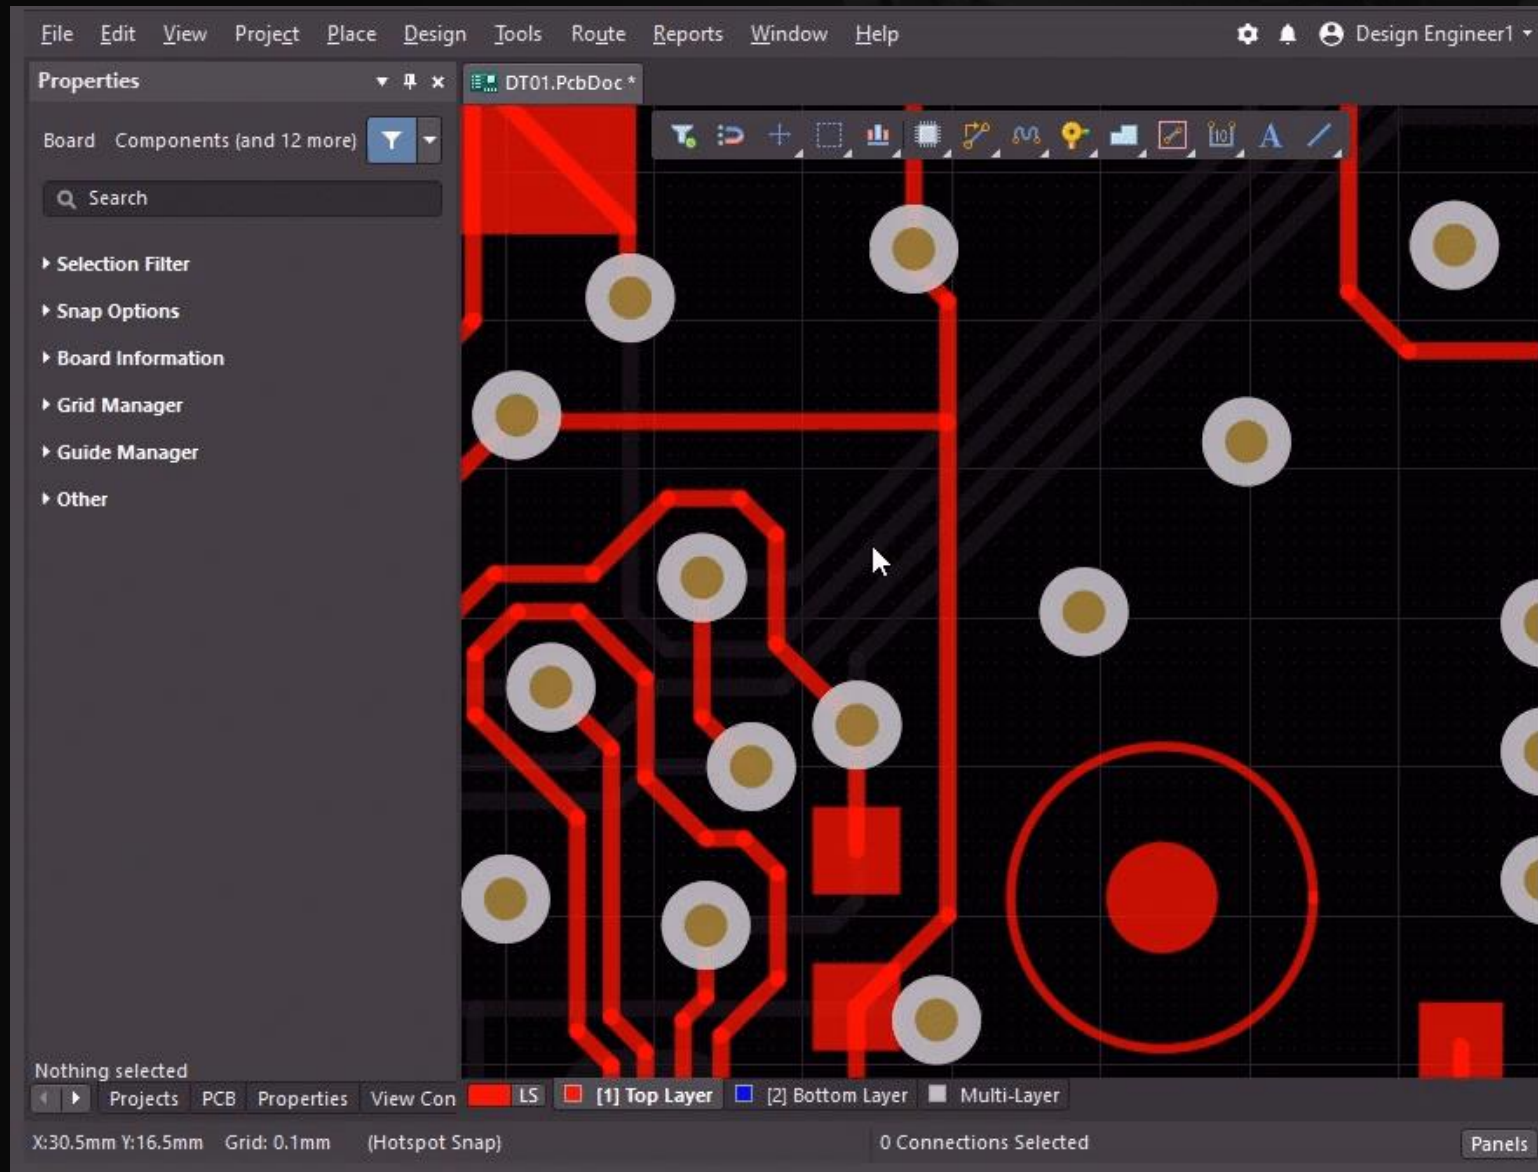 File Edit View Project Place Design Tools Route Reports Window Help Design Engineer1
Properties
DT01.PcbDoc *
Board Components (and 12 more)
Search
Selection Filter
Snap Options
Board Information
Grid Manager
Guide Manager
Other
Nothing selected
Projects PCB Properties View Con
LS [1] Top Layer [2] Bottom Layer Multi-Layer
X:30.5mm Y:16.5mm Grid: 0.1mm (Hotspot Snap) 0 Connections Selected Panels